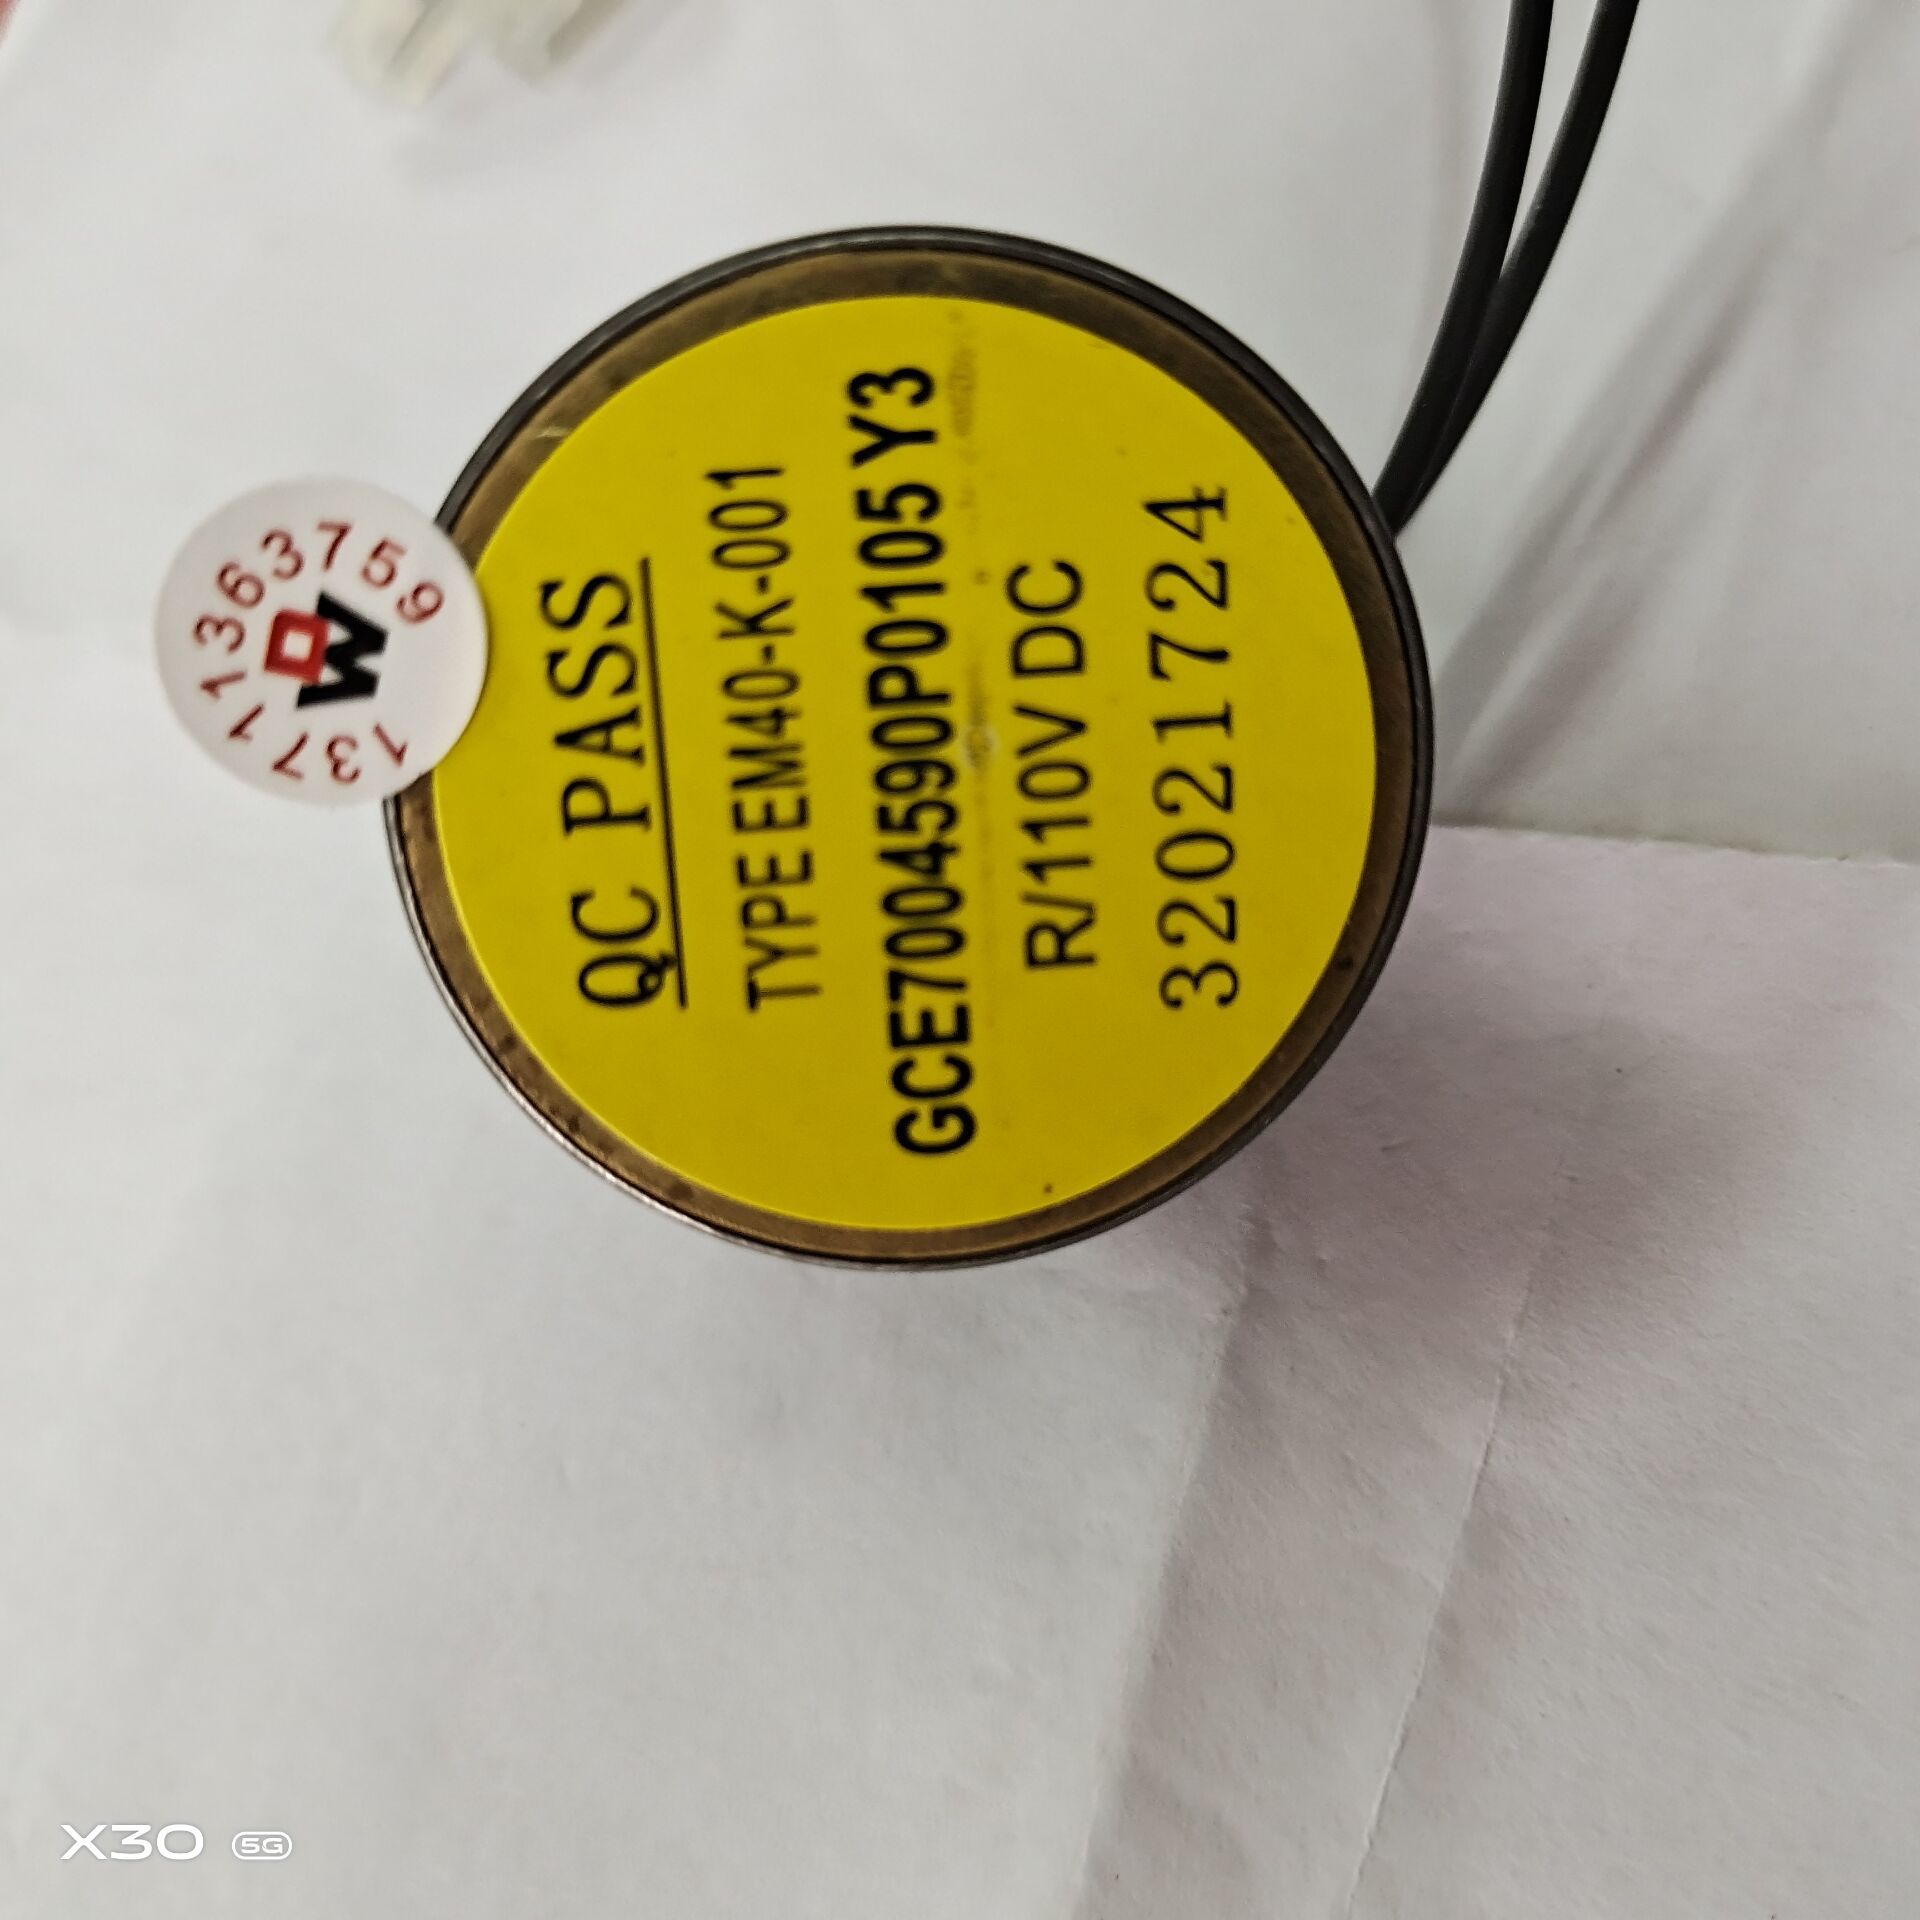 QC PASS
TYPE EM40-K-001
GCE7004590P0105 Y3
R/110V DC
32021724
13711363759
W
X30 5G